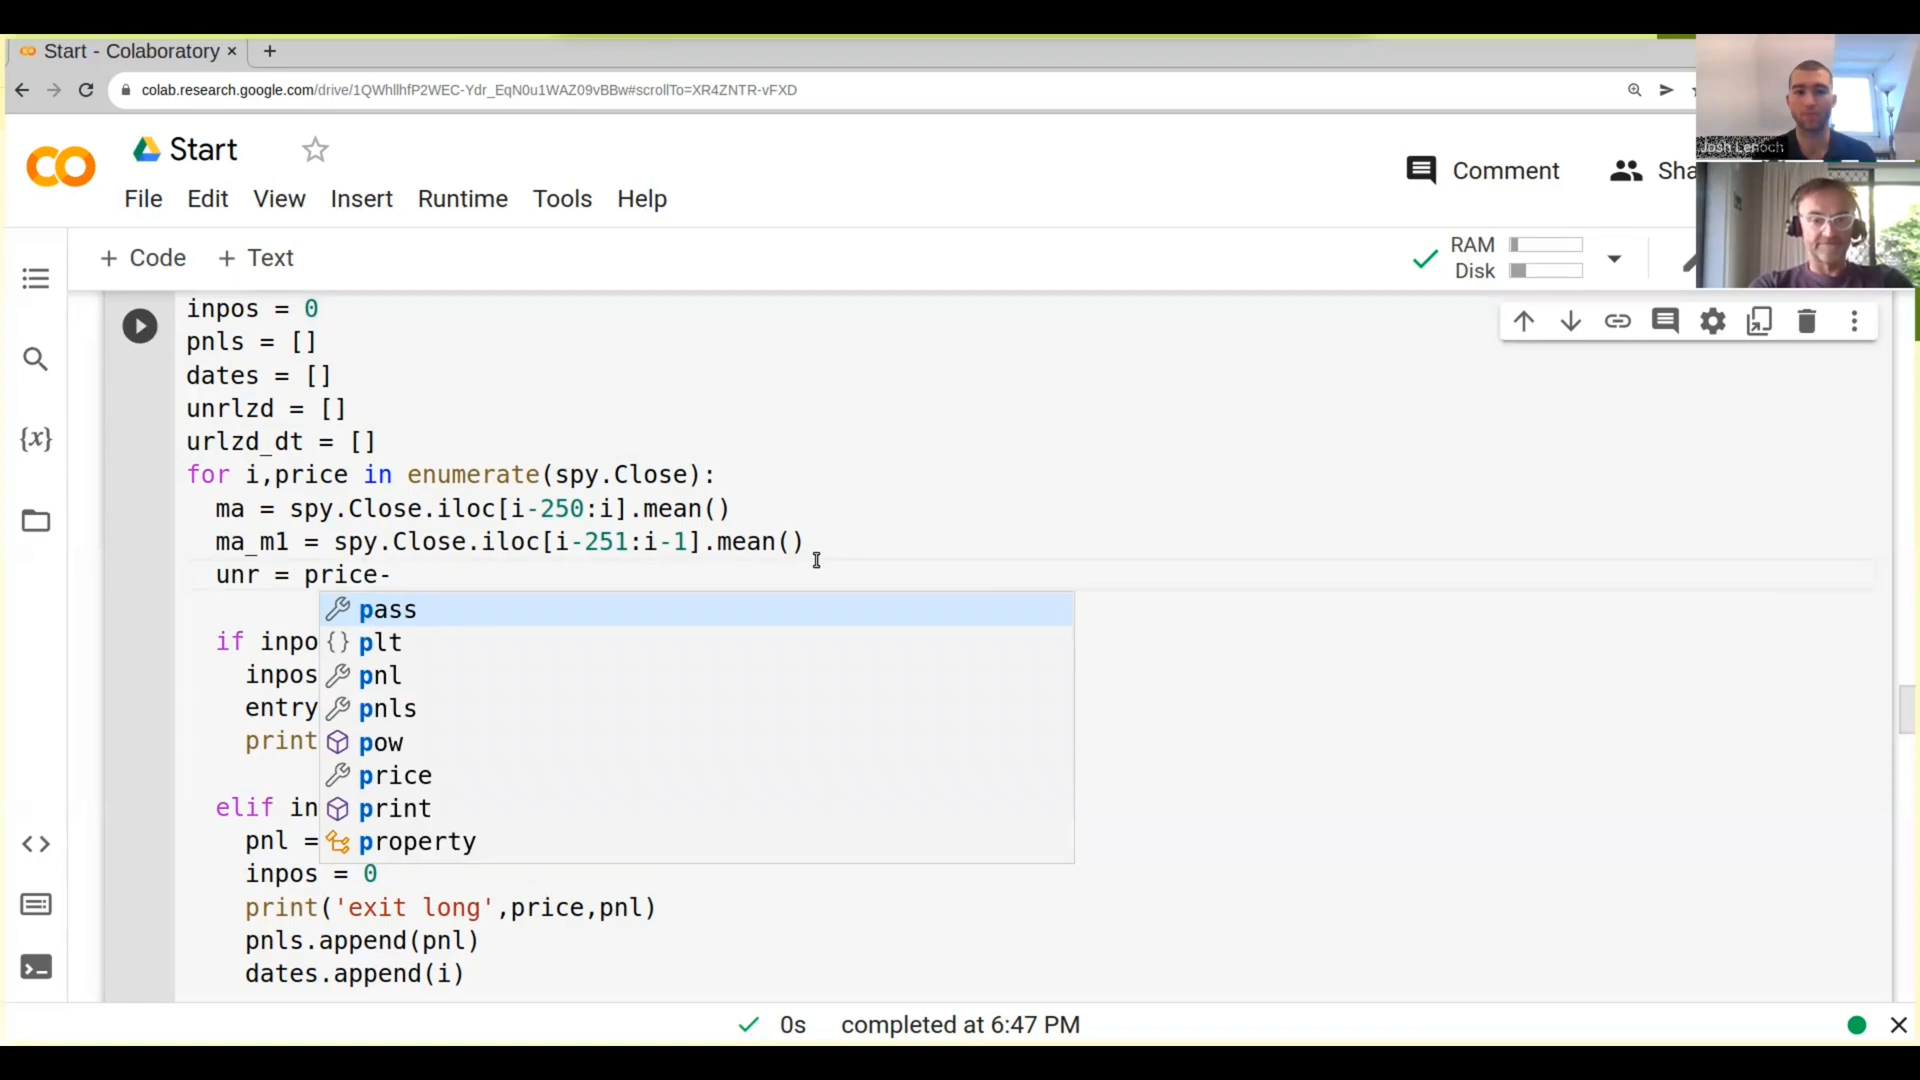 Start - Colaboratory
colab.research.google.com/drive/1QWhllhfP2WEC-Ydr_EqN0u1WAZ09vBBw#scrollTo=XR4ZNTR-vFXD
Start
Comment
Sha
Josh Lenoch
File Edit View Insert Runtime Tools Help
+ Code + Text
RAM
Disk
inpos = 0
pnls = []
dates = []
unrlzd = []
urlzd_dt = []
for i,price in enumerate(spy.Close):
ma = spy.Close.iloc[i-250:i].mean()
ma_m1 = spy.Close.iloc[i-251:i-1].mean()
unr = price-
pass
if inpo
plt
inpos
pnl
entry
pnls
print
pow
price
elif in
print
pnl =
property
inpos = 0
print('exit long',price,pnl)
pnls.append(pnl)
dates.append(i)
0s completed at 6:47 PM